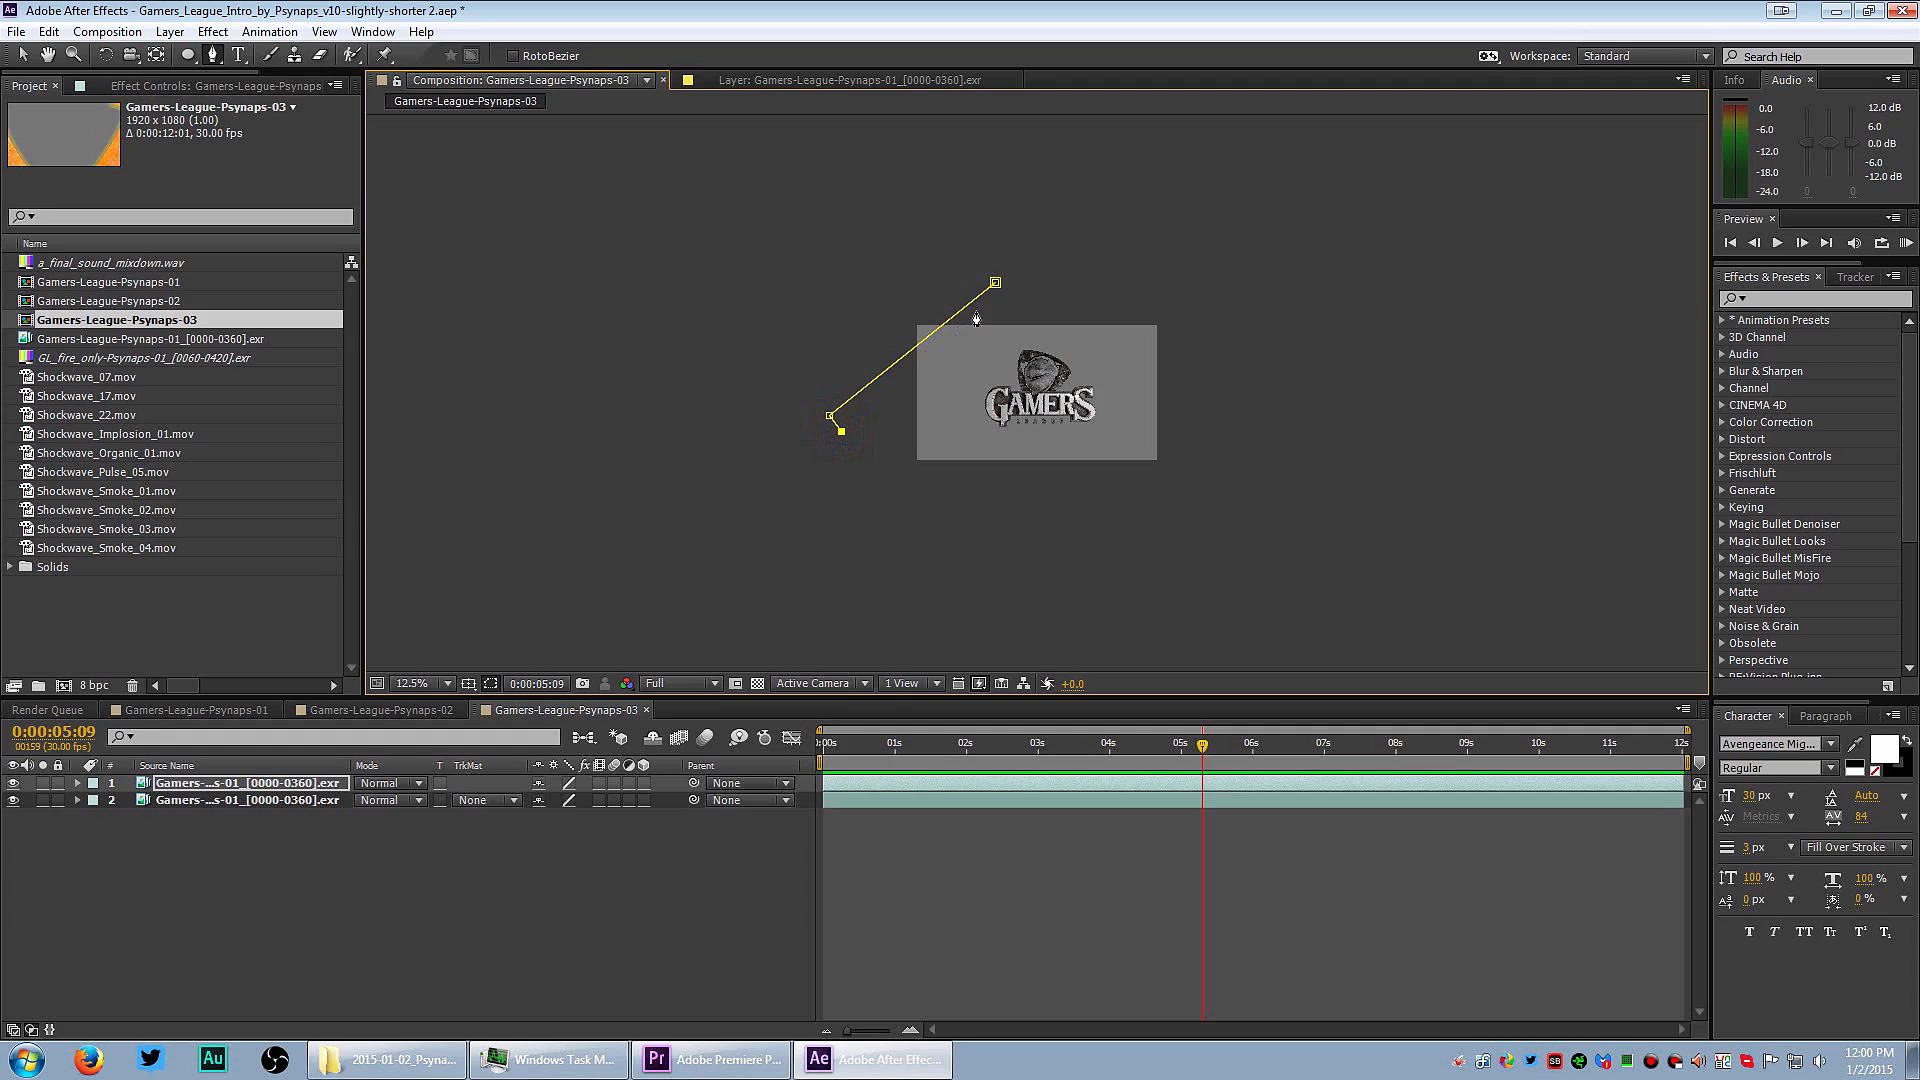 Adobe After Effects - Gamers_League_Intro_by_Psynaps_v10-slightly-shorter 2.aep *
File Edit Composition Layer Effect Animation View Window Help
RotoBezier
Workspace: Standard
Search Help
Project Effect Controls: Gamers-League-Psynaps
Composition: Gamers-League-Psynaps-03
Layer: Gamers-League-Psynaps-01_[0000-0360].exr
Info Audio
Gamers-League-Psynaps-03
Gamers-League-Psynaps-03
1920 x 1080 (1.00)
Δ 0:00:12:01, 30.00 fps
0.0
-6.0
-12.0
-18.0
-24.0
0 0
12.0 dB
6.0
0.0 dB
-6.0
-12.0 dB
Preview
Name
a_final_sound_mixdown.wav
Gamers-League-Psynaps-01
Gamers-League-Psynaps-02
Gamers-League-Psynaps-03
Gamers-League-Psynaps-01_[0000-0360].exr
GL_fire_only-Psynaps-01_[0060-0420].exr
Shockwave_07.mov
Shockwave_17.mov
Shockwave_22.mov
Shockwave_Implosion_01.mov
Shockwave_Organic_01.mov
Shockwave_Pulse_05.mov
Shockwave_Smoke_01.mov
Shockwave_Smoke_02.mov
Shockwave_Smoke_03.mov
Shockwave_Smoke_04.mov
Solids
GAMERS
LEAGUE
Effects & Presets Tracker
* Animation Presets
3D Channel
Audio
Blur & Sharpen
Channel
CINEMA 4D
Color Correction
Distort
Expression Controls
Frischluft
Generate
Keying
Magic Bullet Denoiser
Magic Bullet Looks
Magic Bullet MisFire
Magic Bullet Mojo
Matte
Neat Video
Noise & Grain
Obsolete
Perspective
8 bpc
12.5% 0:00:05:09 Full Active Camera 1 View +0.0
Render Queue Gamers-League-Psynaps-01 Gamers-League-Psynaps-02 Gamers-League-Psynaps-03
0:00:05:09
00159 (30.00 fps)
:00s 01s 02s 03s 04s 05s 06s 07s 08s 09s 10s 11s 12s
# Source Name Mode T TrkMat Parent
1 Gamers-...s-01_[0000-0360].exr Normal None
2 Gamers-...s-01_[0000-0360].exr Normal None None
Character Paragraph
Avengeance Mig...
Regular
30 px Auto
Metrics 84
3 px Fill Over Stroke
100 % 100 %
0 px 0 %
T T TT Tt T¹ T₁
Au
2015-01-02_Psyna...
Windows Task M...
Pr Adobe Premiere P...
Ae Adobe After Effec...
12:00 PM
1/2/2015